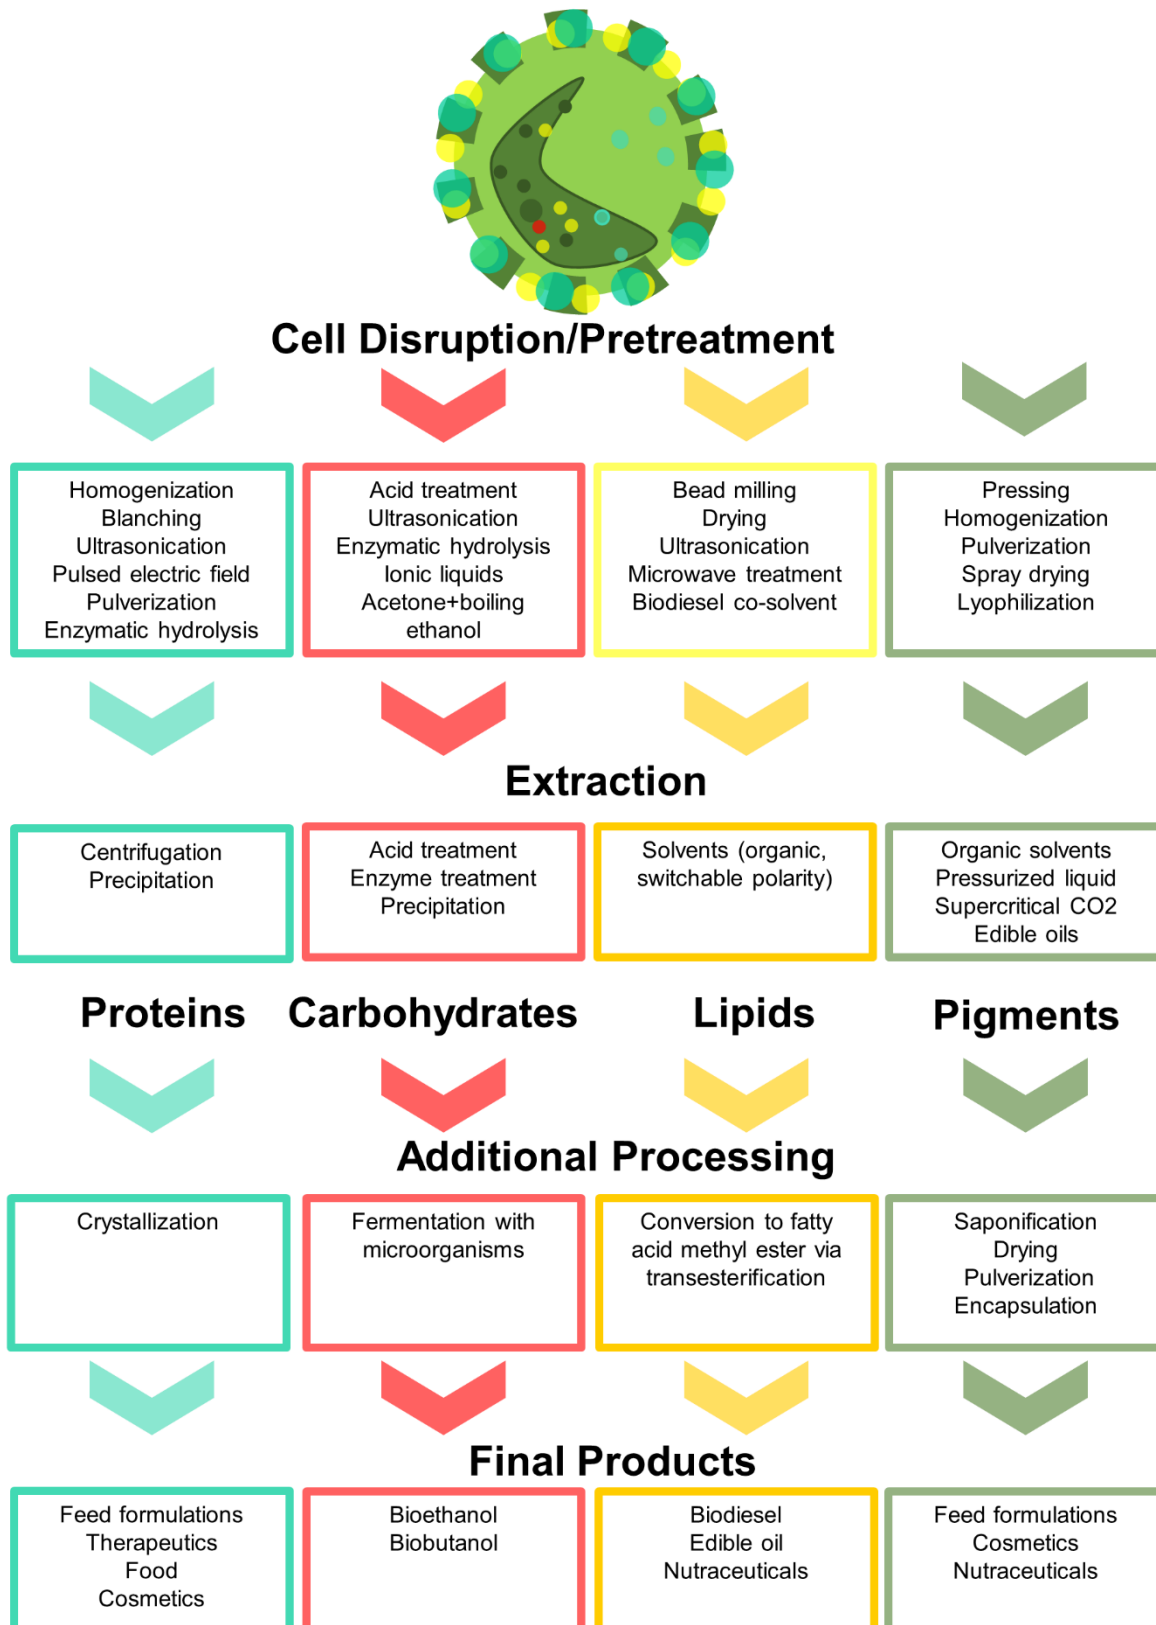 Cell Disruption/Pretreatment
Homogenization
Blanching
Ultrasonication
Pulsed electric field
Pulverization
Enzymatic hydrolysis
Acid treatment
Ultrasonication
Enzymatic hydrolysis
Ionic liquids
Acetone+boiling
ethanol
Bead milling
Drying
Ultrasonication
Microwave treatment
Biodiesel co-solvent
Pressing
Homogenization
Pulverization
Spray drying
Lyophilization
Extraction
Centrifugation
Precipitation
Acid treatment
Enzyme treatment
Precipitation
Solvents (organic,
switchable polarity)
Organic solvents
Pressurized liquid
Supercritical CO2
Edible oils
Proteins
Carbohydrates
Lipids
Pigments
Additional Processing
Crystallization
Fermentation with
microorganisms
Conversion to fatty
acid methyl ester via
transesterification
Saponification
Drying
Pulverization
Encapsulation
Final Products
Feed formulations
Therapeutics
Food
Cosmetics
Bioethanol
Biobutanol
Biodiesel
Edible oil
Nutraceuticals
Feed formulations
Cosmetics
Nutraceuticals